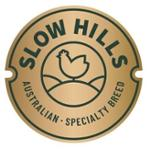 SLOW HILLS
AUSTRALIAN · SPECIALTY BREED